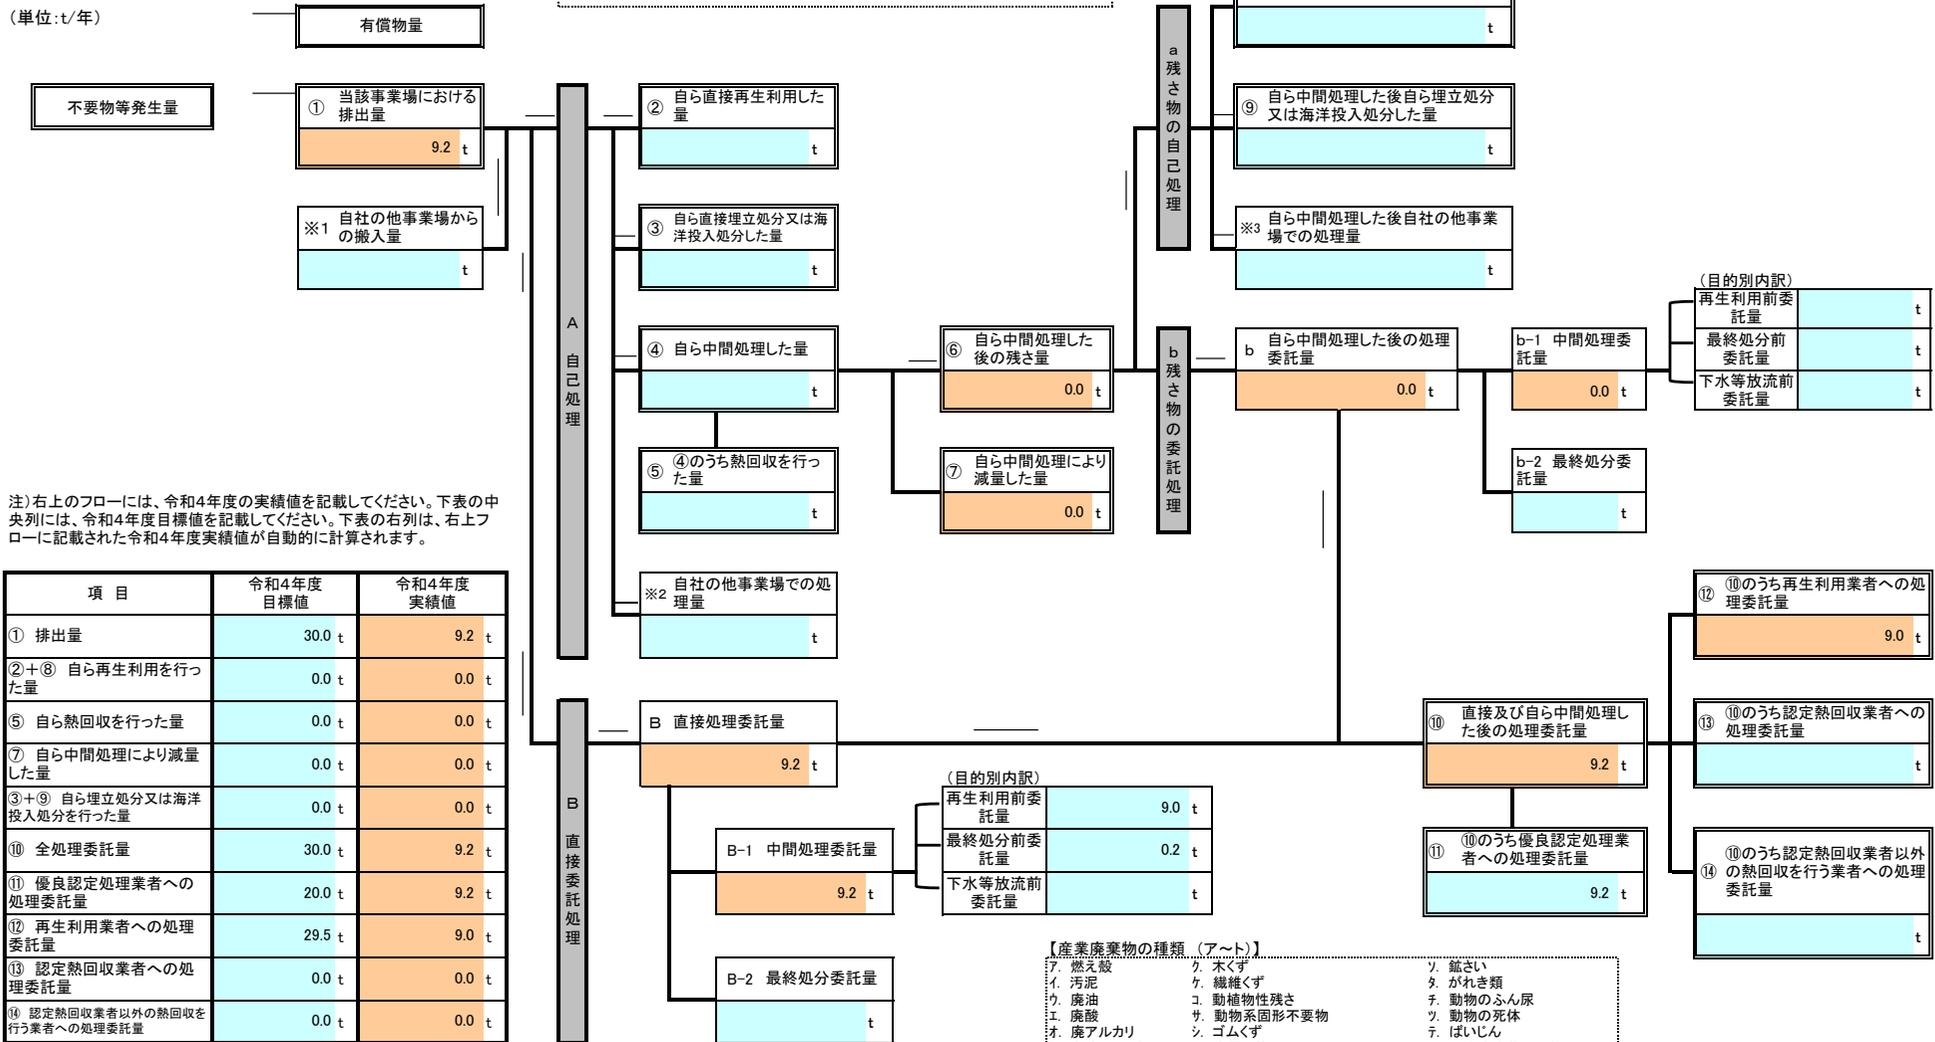 （単位：t/年）
有償物量
t
不要物等発生量
① 当該事業場における
排出量
9.2 t
② 自ら直接再生利用した
量
t
a
残
さ
物
の
自
己
処
理
⑨ 自ら中間処理した後自ら埋立処分
又は海洋投入処分した量
t
※1 自社の他事業場から
の搬入量
t
③ 自ら直接埋立処分又は海
洋投入処分した量
t
※3 自ら中間処理した後自社の他事業
場での処理量
t
A
自
己
処
理
④ 自ら中間処理した量
t
⑥ 自ら中間処理した
後の残さ量
0.0 t
b
残
さ
物
の
委
託
処
理
b 自ら中間処理した後の処理
委託量
0.0 t
b-1 中間処理委
託量
0.0 t
（目的別内訳）
再生利用前委
託量
t
最終処分前
委託量
t
下水等放流前
委託量
t
⑤ ④のうち熱回収を行っ
た量
t
⑦ 自ら中間処理により
減量した量
0.0 t
b-2 最終処分委
託量
t
注）右上のフローには、令和４年度の実績値を記載してください。下表の中
央列には、令和４年度目標値を記載してください。下表の右列は、右上フ
ローに記載された令和４年度実績値が自動的に計算されます。
※2 自社の他事業場での処
理量
t
項 目 令和４年度 目標値 令和４年度 実績値
① 排出量 30.0 t 9.2 t
②＋⑧ 自ら再生利用を行っ
た量 0.0 t 0.0 t
⑤ 自ら熱回収を行った量 0.0 t 0.0 t
⑦ 自ら中間処理により減量
した量 0.0 t 0.0 t
③＋⑨ 自ら埋立処分又は海洋
投入処分を行った量 0.0 t 0.0 t
⑩ 全処理委託量 30.0 t 9.2 t
⑪ 優良認定処理業者への
処理委託量 20.0 t 9.2 t
⑫ 再生利用業者への処理
委託量 29.5 t 9.0 t
⑬ 認定熱回収業者への処
理委託量 0.0 t 0.0 t
⑭ 認定熱回収業者以外の熱回収を
行う業者への処理委託量 0.0 t 0.0 t
B
直
接
委
託
処
理
B 直接処理委託量
9.2 t
B-1 中間処理委託量
9.2 t
（目的別内訳）
再生利用前委
託量
9.0 t
最終処分前委
託量
0.2 t
下水等放流前
委託量
t
B-2 最終処分委託量
t
⑩ 直接及び自ら中間処理し
た後の処理委託量
9.2 t
⑪ ⑩のうち優良認定処理業
者への処理委託量
9.2 t
⑫ ⑩のうち再生利用業者への処
理委託量
9.0 t
⑬ ⑩のうち認定熱回収業者への
処理委託量
t
⑭ ⑩のうち認定熱回収業者以外
の熱回収を行う業者への処理
委託量
t
【産業廃棄物の種類 （ア～ト）】
ア. 燃え殻 ク. 木くず ソ. 鉱さい
イ. 汚泥 ケ. 繊維くず タ. がれき類
ウ. 廃油 コ. 動植物性残さ チ. 動物のふん尿
エ. 廃酸 サ. 動物系固形不要物 ツ. 動物の死体
オ. 廃アルカリ シ. ゴムくず テ. ばいじん